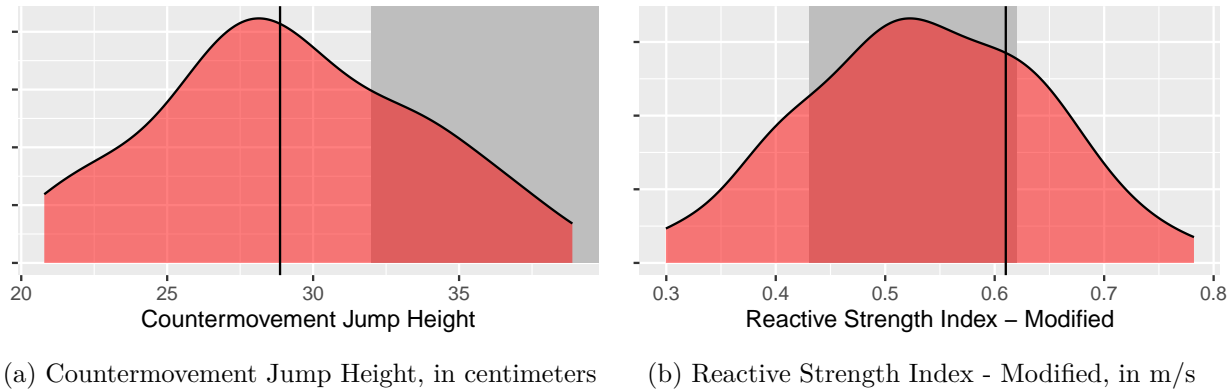 20 25 30 35
0.3 0.4 0.5 0.6 0.7 0.8
Countermovement Jump Height
Reactive Strength Index – Modified
(a) Countermovement Jump Height, in centimeters
(b) Reactive Strength Index - Modified, in m/s